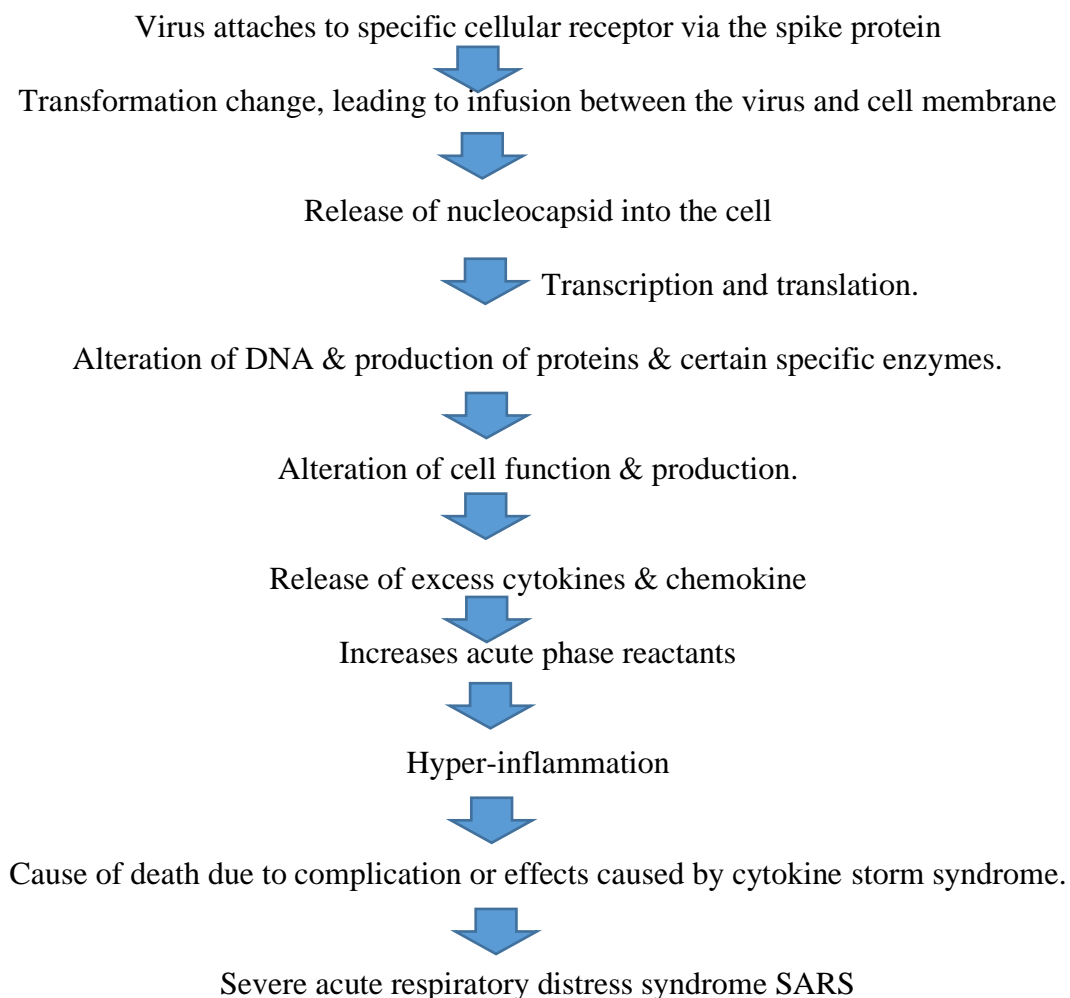 Virus attaches to specific cellular receptor via the spike protein
Transformation change, leading to infusion between the virus and cell membrane
Release of nucleocapsid into the cell
Transcription and translation.
Alteration of DNA & production of proteins & certain specific enzymes.
Alteration of cell function & production.
Release of excess cytokines & chemokine
Increases acute phase reactants
Hyper-inflammation
Cause of death due to complication or effects caused by cytokine storm syndrome.
Severe acute respiratory distress syndrome SARS